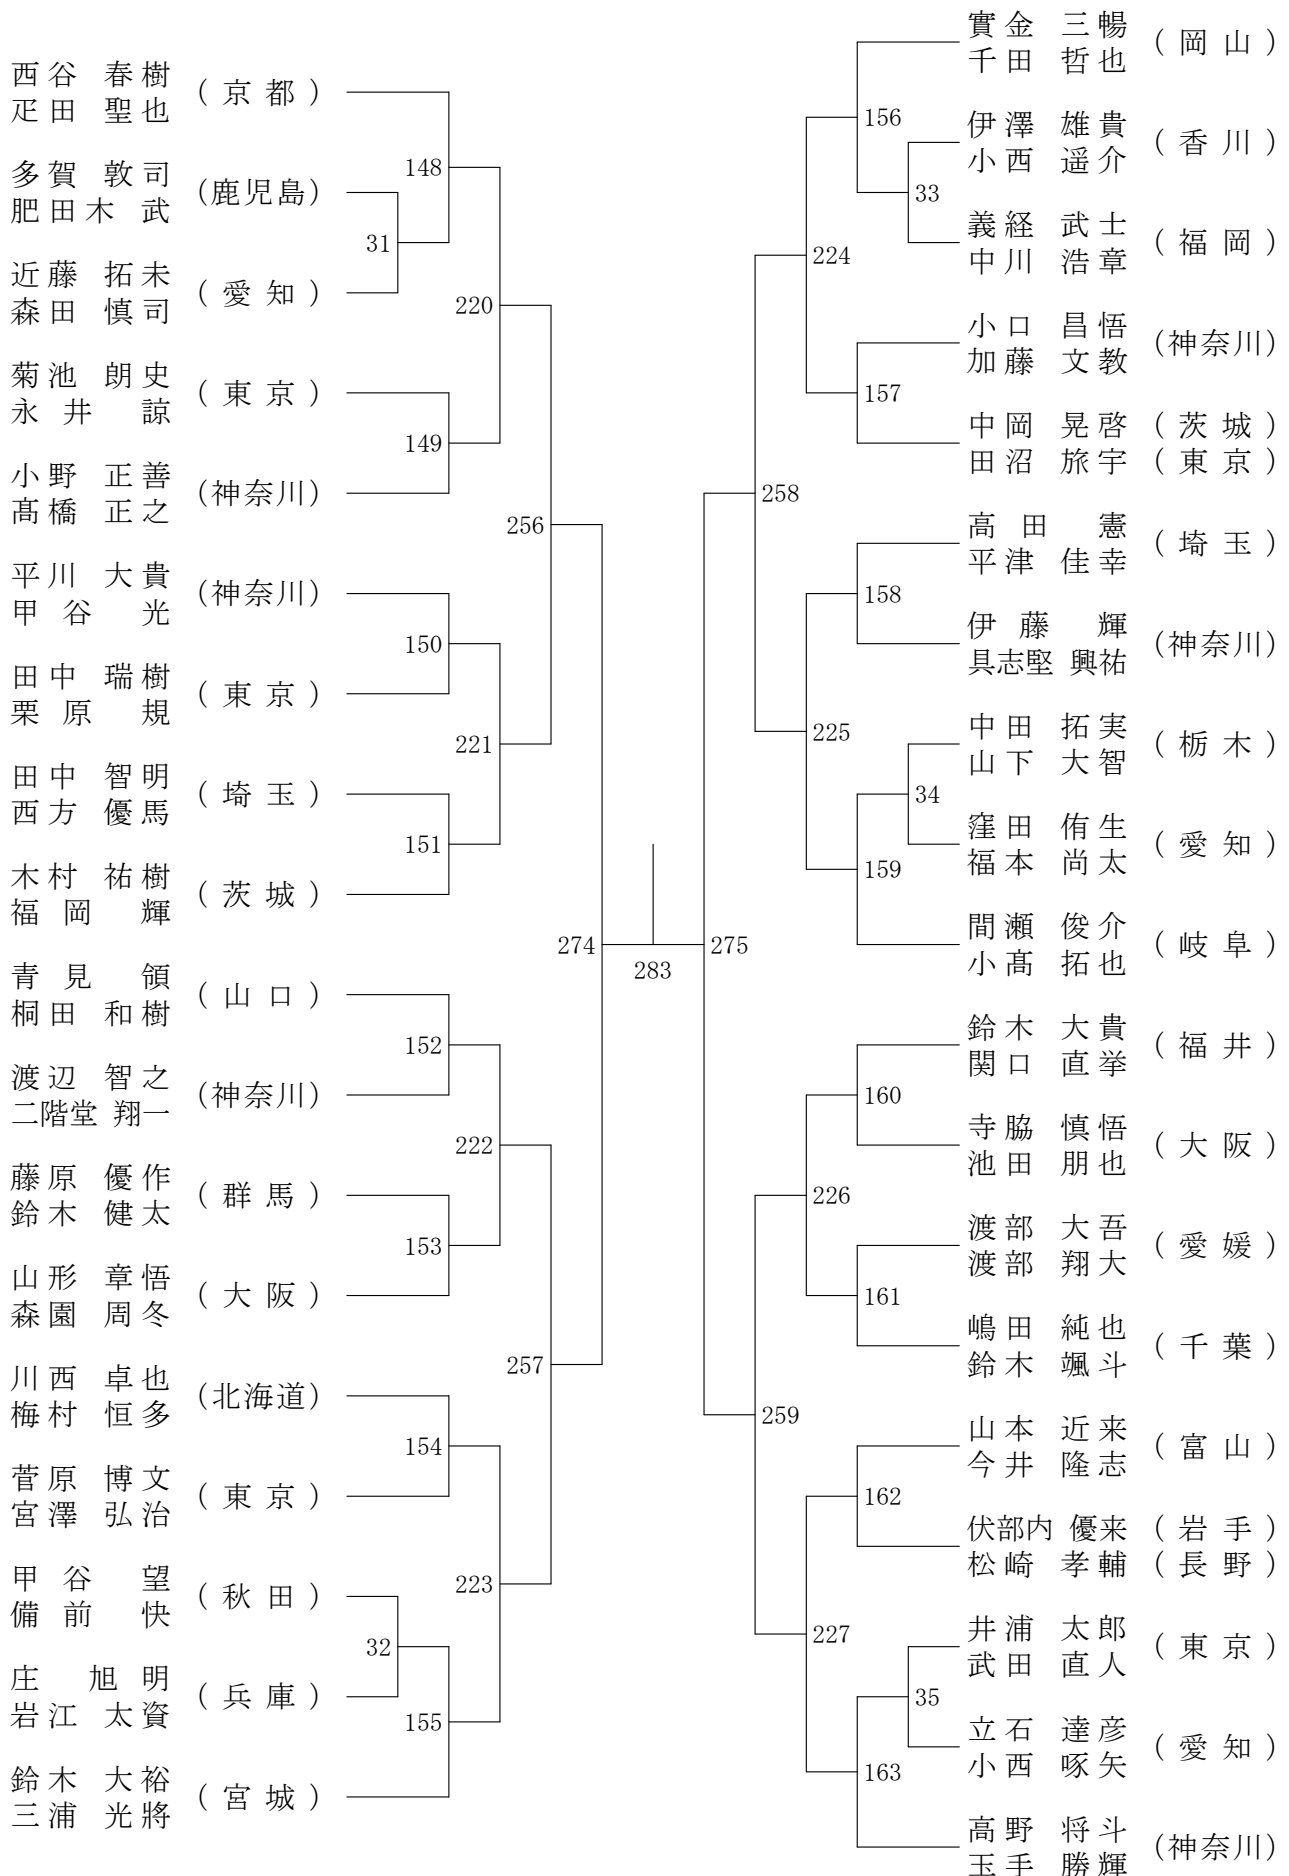 西谷 春樹
疋田 聖也
(京都)
多賀 敦司
肥田木 武
(鹿児島)
近藤 拓未
森田 慎司
(愛知)
菊池 朗史
永井 諒
(東京)
小野 正善
髙橋 正之
(神奈川)
平川 大貴
甲谷 光
(神奈川)
田中 瑞樹
栗原 規
(東京)
田中 智明
西方 優馬
(埼玉)
木村 祐樹
福岡 輝
(茨城)
青見 領
桐田 和樹
(山口)
渡辺 智之
二階堂 翔一
(神奈川)
藤原 優作
鈴木 健太
(群馬)
山形 章悟
森園 周冬
(大阪)
川西 卓也
梅村 恒多
(北海道)
菅原 博文
宮澤 弘治
(東京)
甲谷 望
備前 快
(秋田)
庄 旭明
岩江 太資
(兵庫)
鈴木 大裕
三浦 光將
(宮城)
31
32
148
149
150
151
152
153
154
155
220
221
222
223
256
257
274
283
275
258
259
224
225
226
227
156
157
158
159
160
161
162
163
33
34
35
實金 三暢
千田 哲也
(岡山)
伊澤 雄貴
小西 遥介
(香川)
義経 武士
中川 浩章
(福岡)
小口 昌悟
加藤 文教
(神奈川)
中岡 晃啓 (茨城)
田沼 旅宇 (東京)
高田 憲
平津 佳幸
(埼玉)
伊藤 輝
具志堅 興祐
(神奈川)
中田 拓実
山下 大智
(栃木)
窪田 侑生
福本 尚太
(愛知)
間瀬 俊介
小髙 拓也
(岐阜)
鈴木 大貴
関口 直挙
(福井)
寺脇 慎悟
池田 朋也
(大阪)
渡部 大吾
渡部 翔大
(愛媛)
嶋田 純也
鈴木 颯斗
(千葉)
山本 近来
今井 隆志
(富山)
伏部内 優来 (岩手)
松崎 孝輔 (長野)
井浦 太郎
武田 直人
(東京)
立石 達彦
小西 啄矢
(愛知)
高野 将斗
玉手 勝輝
(神奈川)